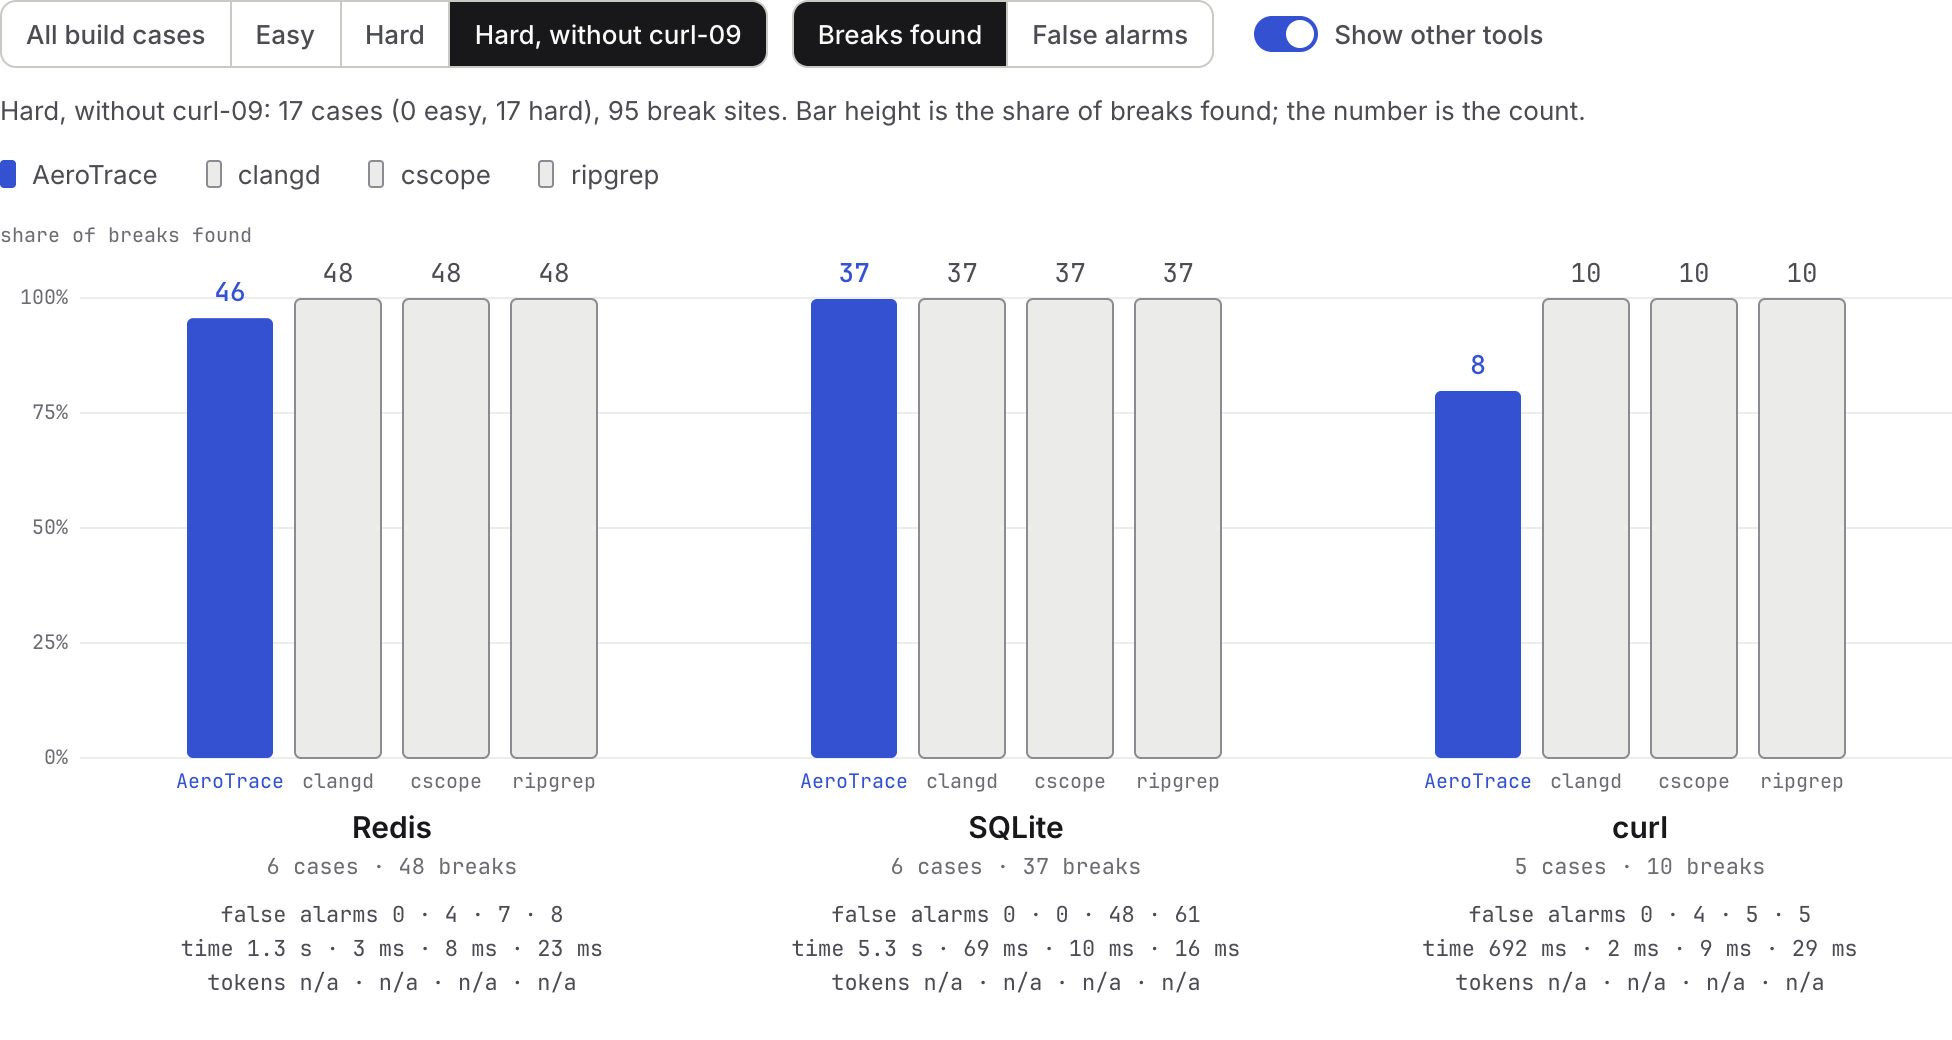 All build cases Easy Hard Hard, without curl-09 Breaks found False alarms Show other tools
Hard, without curl-09: 17 cases (0 easy, 17 hard), 95 break sites. Bar height is the share of breaks found; the number is the count.
AeroTrace clangd cscope ripgrep
share of breaks found
46 48 48 48 37 37 37 37 8 10 10 10
100%
75%
50%
25%
0%
AeroTrace clangd cscope ripgrep AeroTrace clangd cscope ripgrep AeroTrace clangd cscope ripgrep
Redis SQLite curl
6 cases · 48 breaks 6 cases · 37 breaks 5 cases · 10 breaks
false alarms 0 · 4 · 7 · 8 false alarms 0 · 0 · 48 · 61 false alarms 0 · 4 · 5 · 5
time 1.3 s · 3 ms · 8 ms · 23 ms time 5.3 s · 69 ms · 10 ms · 16 ms time 692 ms · 2 ms · 9 ms · 29 ms
tokens n/a · n/a · n/a · n/a tokens n/a · n/a · n/a · n/a tokens n/a · n/a · n/a · n/a